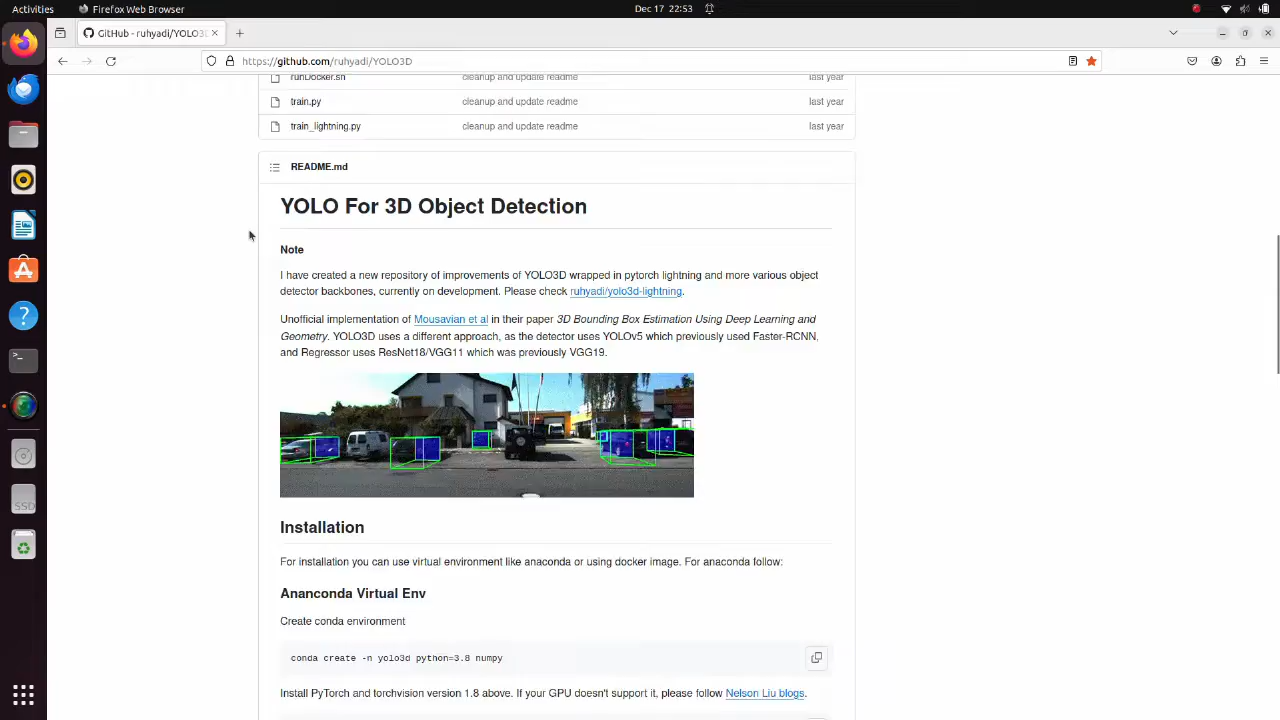 Activities
Firefox Web Browser
Dec 17 22:53
GitHub - ruhyadi/YOLO3D
https://github.com/ruhyadi/YOLO3D
runDocker.sh cleanup and update readme last year
train.py cleanup and update readme last year
train_lightning.py cleanup and update readme last year
README.md
YOLO For 3D Object Detection
Note
I have created a new repository of improvements of YOLO3D wrapped in pytorch lightning and more various object
detector backbones, currently on development. Please check ruhyadi/yolo3d-lightning.
Unofficial implementation of Mousavian et al in their paper 3D Bounding Box Estimation Using Deep Learning and
Geometry. YOLO3D uses a different approach, as the detector uses YOLOv5 which previously used Faster-RCNN,
and Regressor uses ResNet18/VGG11 which was previously VGG19.
Installation
For installation you can use virtual environment like anaconda or using docker image. For anaconda follow:
Ananconda Virtual Env
Create conda environment
conda create -n yolo3d python=3.8 numpy
Install PyTorch and torchvision version 1.8 above. If your GPU doesn't support it, please follow Nelson Liu blogs.
SSD